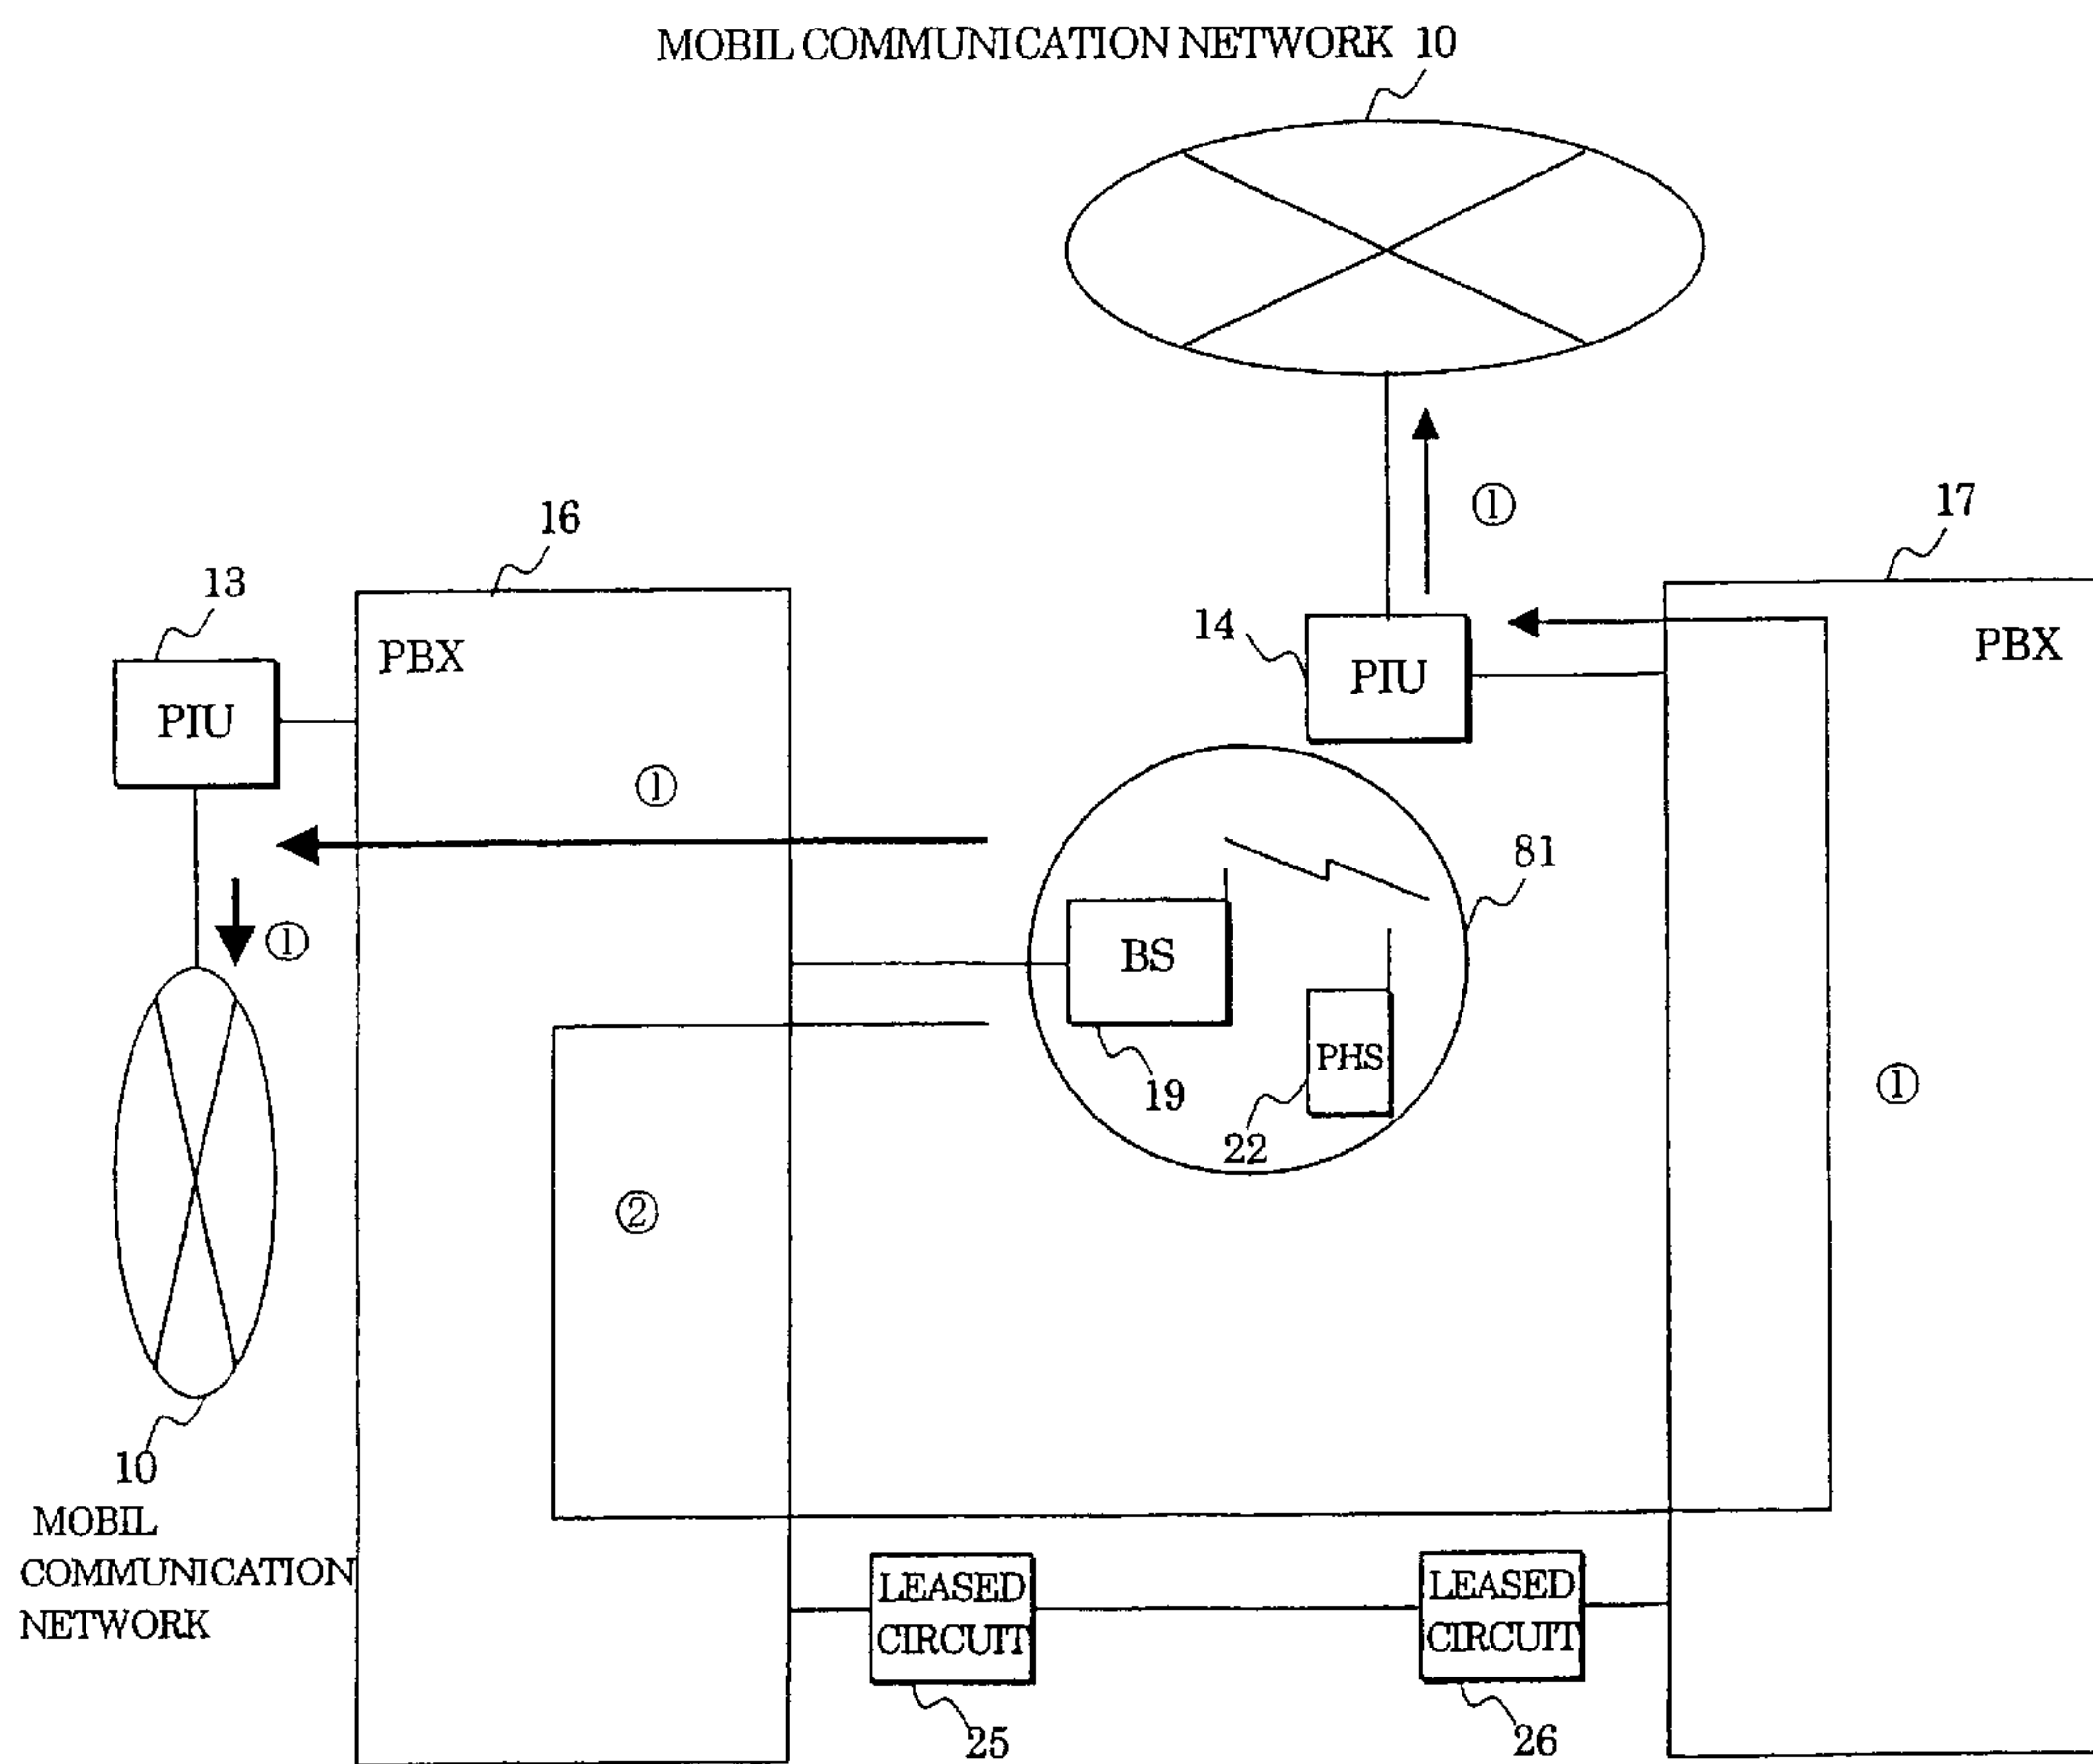 MOBIL COMMUNICATION NETWORK 10
16
17
①
13
14
PBX
PBX
PIU
PIU
①
81
①
BS
PHS
①
19
22
②
10
MOBIL
COMMUNICATION
NETWORK
LEASED
CIRCUIT
LEASED
CIRCUIT
25
26